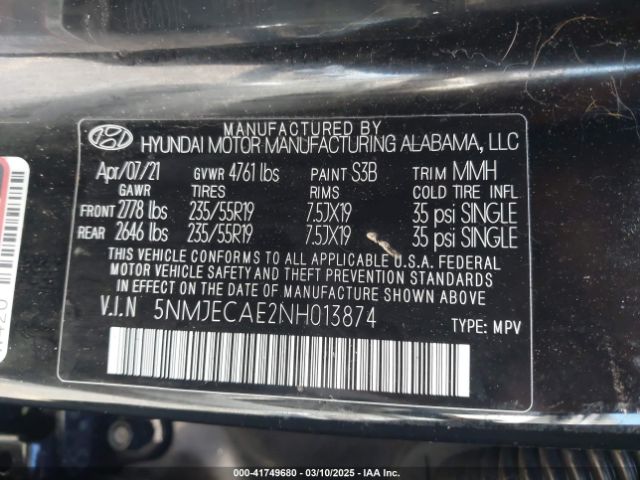 MANUFACTURED BY
HYUNDAI MOTOR MANUFACTURING ALABAMA, LLC
Apr/07/21 GVWR 4761 lbs PAINT S3B TRIM MMH
GAWR TIRES RIMS COLD TIRE INFL
FRONT 2778 lbs 235/55R19 7.5JX19 35 psi SINGLE
REAR 2646 lbs 235/55R19 7.5JX19 35 psi SINGLE
THIS VEHICLE CONFORMS TO ALL APPLICABLE U.S.A. FEDERAL
MOTOR VEHICLE SAFETY AND THEFT PREVENTION STANDARDS
IN EFFECT ON THE DATE OF MANUFACTURE SHOWN ABOVE.
V.I.N 5NMJECAE2NH013874 TYPE: MPV
000-41749680 - 03/10/2025 - IAA Inc.